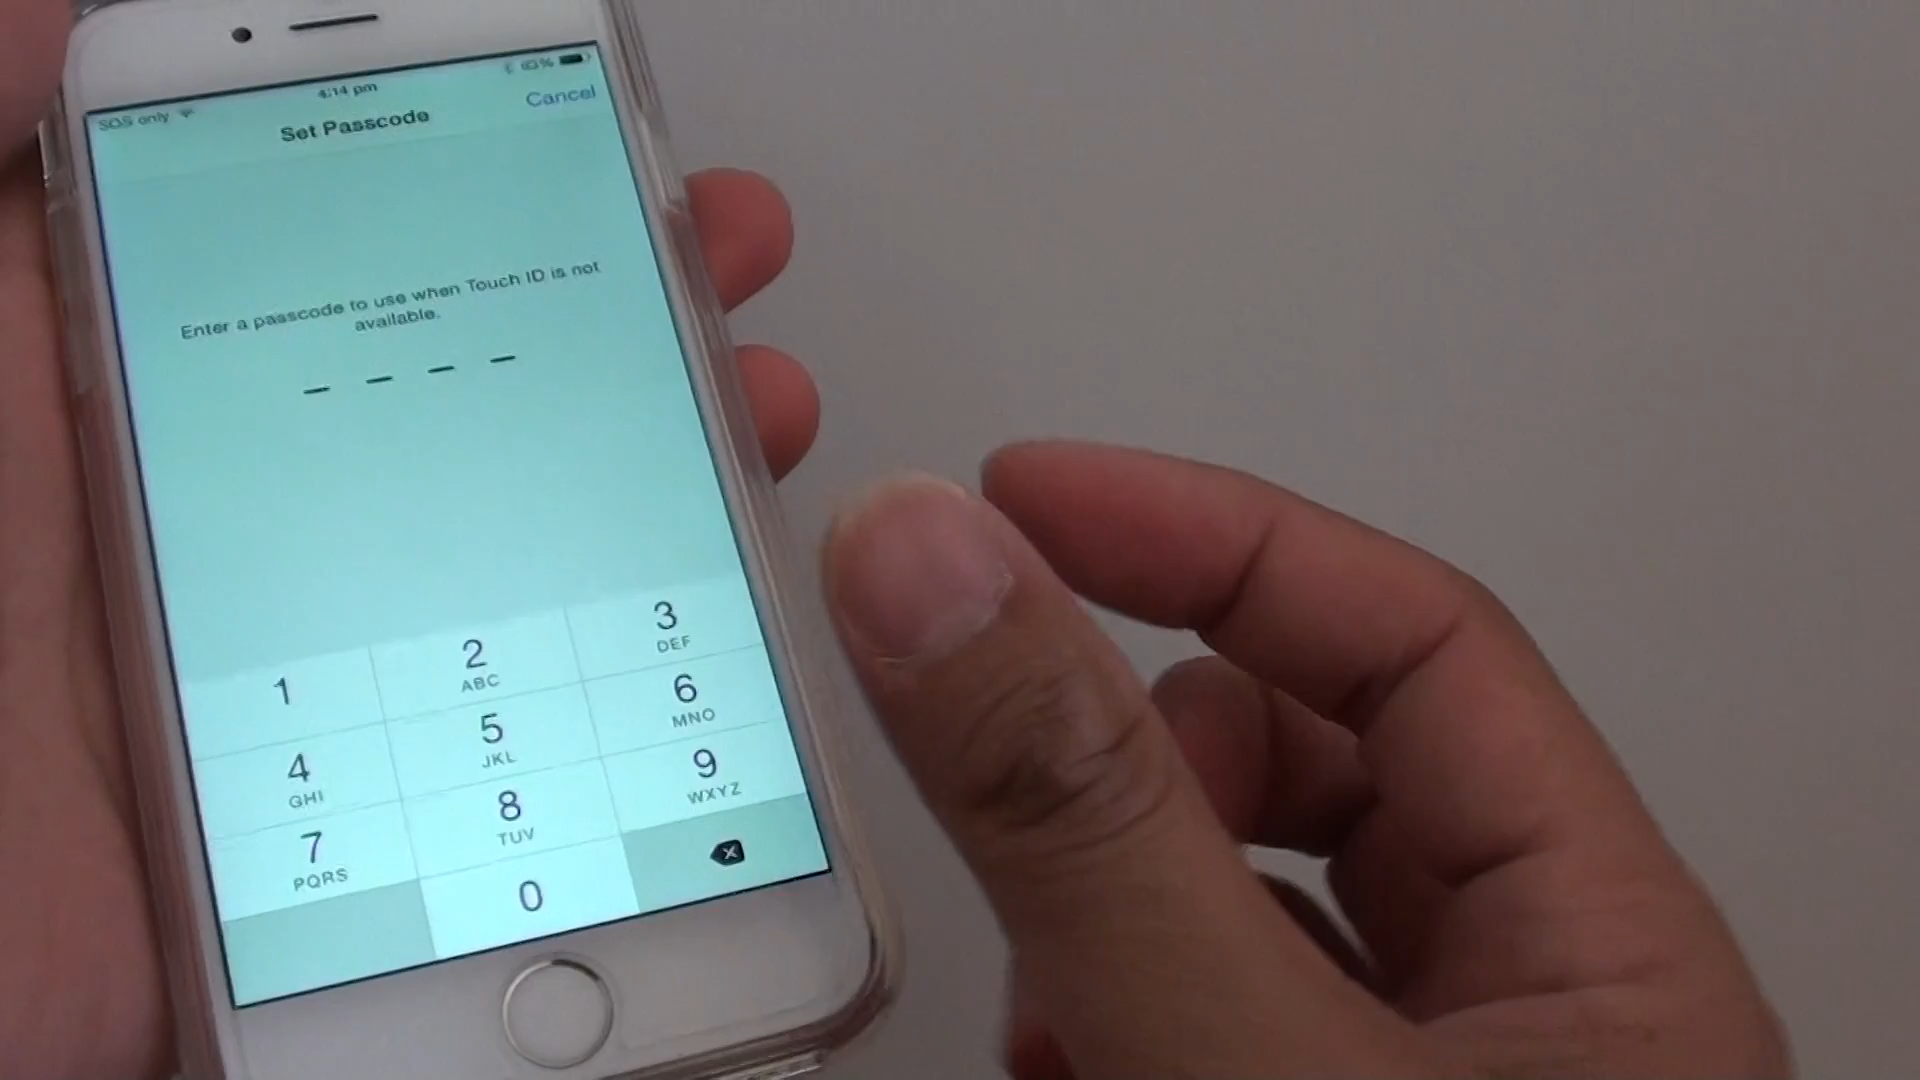 4:14 pm
SOS only
Set Passcode
Cancel
Enter a passcode to use when Touch ID is not
available.
1
2
ABC
3
DEF
4
GHI
5
JKL
6
MNO
7
PQRS
8
TUV
9
WXYZ
0